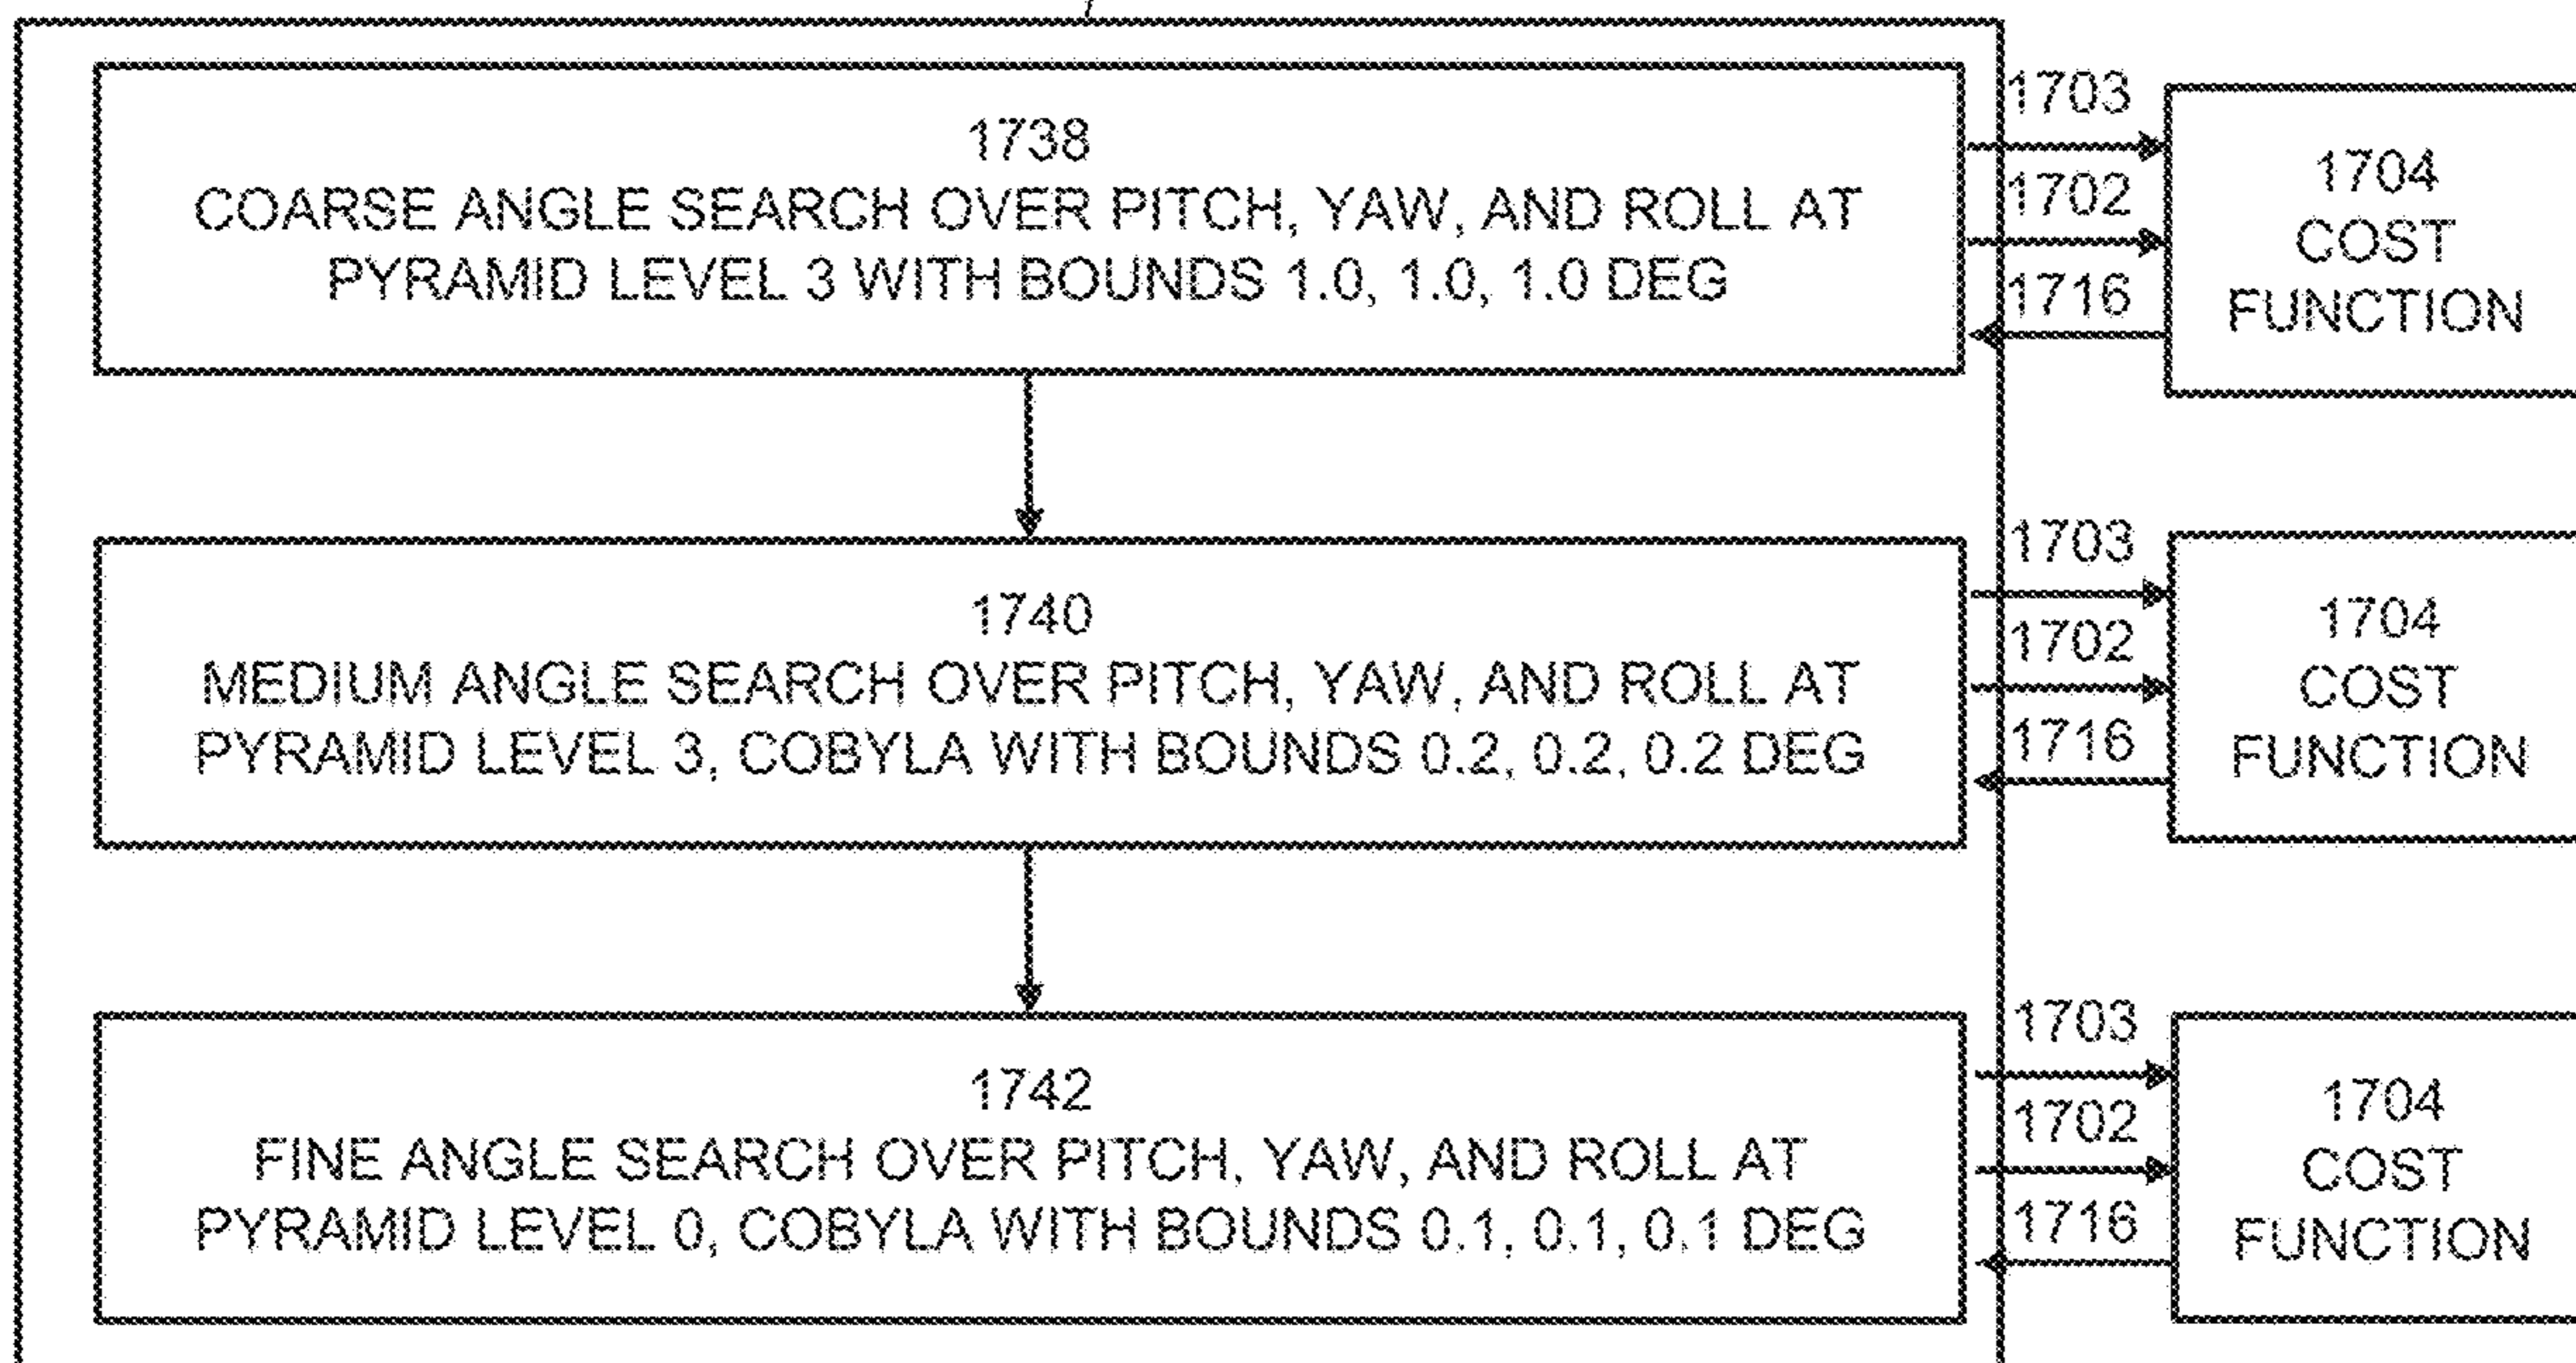 1738
COARSE ANGLE SEARCH OVER PITCH, YAW, AND ROLL AT
PYRAMID LEVEL 3 WITH BOUNDS 1.0, 1.0, 1.0 DEG
1703
1702
1716
1704
COST
FUNCTION
1740
MEDIUM ANGLE SEARCH OVER PITCH, YAW, AND ROLL AT
PYRAMID LEVEL 3, COBYLA WITH BOUNDS 0.2, 0.2, 0.2 DEG
1703
1702
1716
1704
COST
FUNCTION
1742
FINE ANGLE SEARCH OVER PITCH, YAW, AND ROLL AT
PYRAMID LEVEL 0, COBYLA WITH BOUNDS 0.1, 0.1, 0.1 DEG
1703
1702
1716
1704
COST
FUNCTION